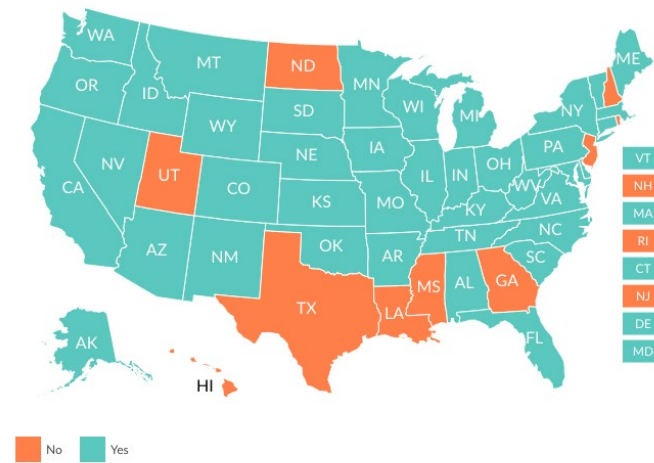 WA
ME
MT
ND
MN
OR
ID
SD
WI
MI
NY
WY
PA
IA
NE
NV
OH
IL
IN
UT
CO
WV
VA
CA
KS
MO
KY
NC
TN
OK
AZ
NM
AR
SC
MS
AL
GA
TX
LA
FL
AK
HI
VT
NH
MA
RI
CT
NJ
DE
MD
No
Yes